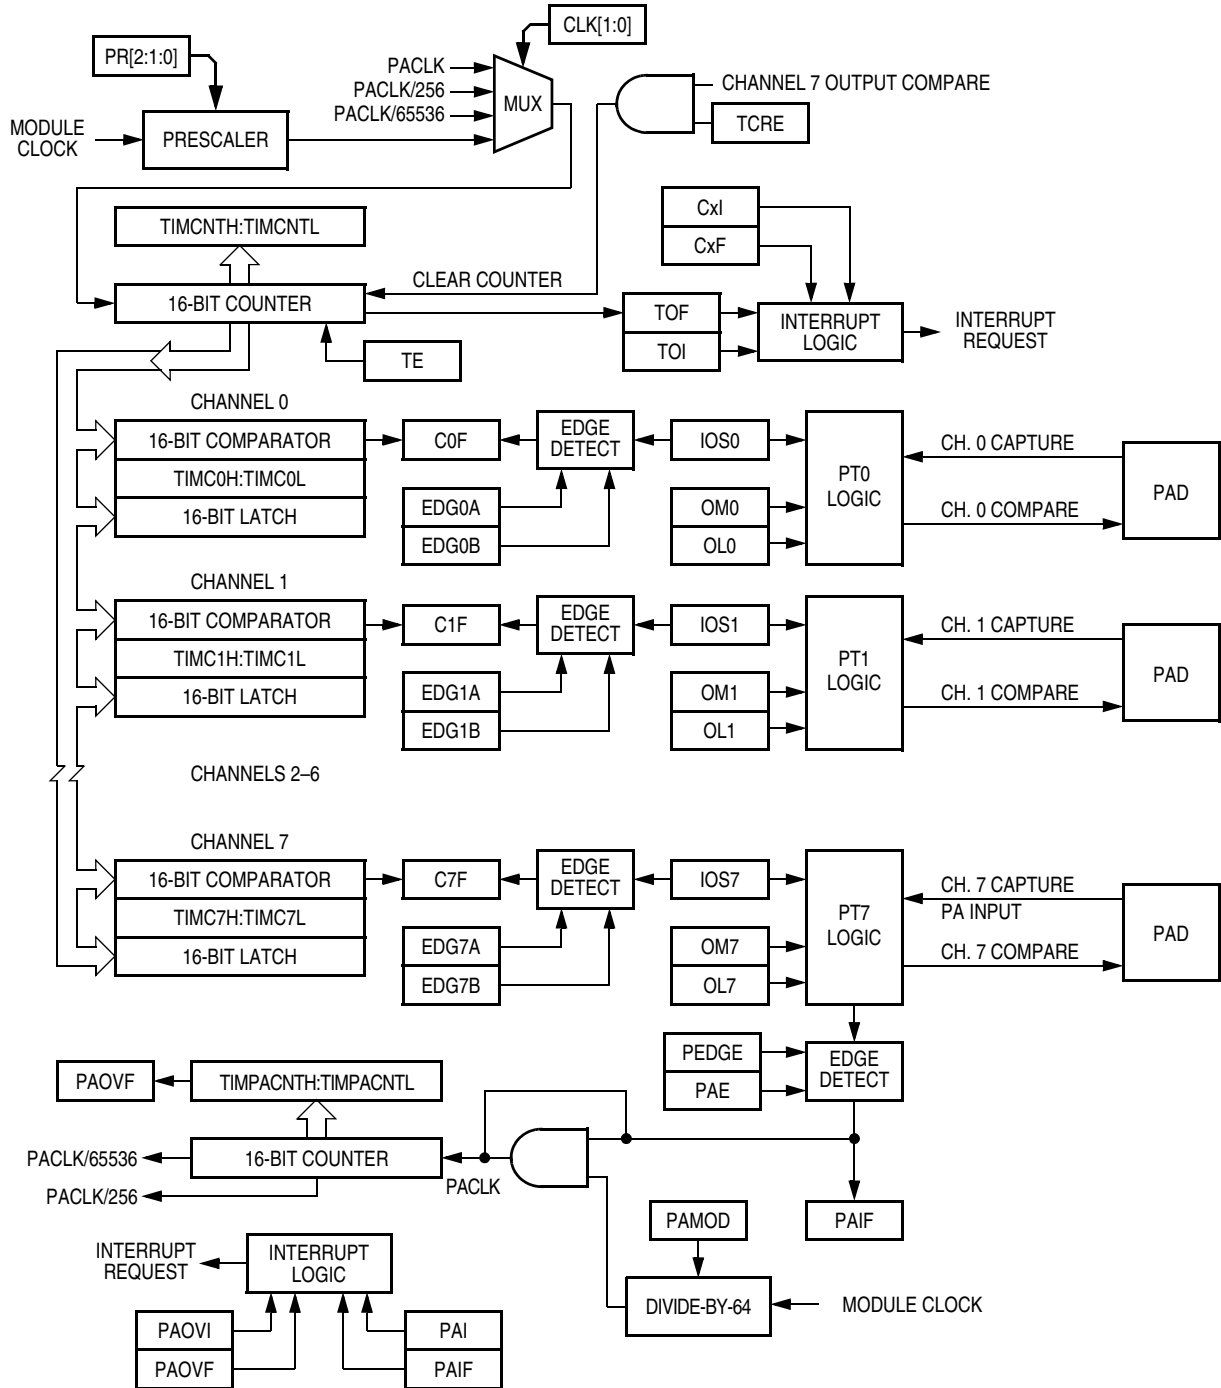 CLK[1:0]
PR[2:1:0]
PACLK
PACLK/256
PACLK/65536
MUX
CHANNEL 7 OUTPUT COMPARE
TCRE
MODULE
CLOCK
PRESCALER
TIMCNTH:TIMCNTL
CxI
CxF
CLEAR COUNTER
16-BIT COUNTER
TOF
TOI
INTERRUPT
LOGIC
INTERRUPT
REQUEST
TE
CHANNEL 0
16-BIT COMPARATOR
TIMC0H:TIMC0L
16-BIT LATCH
C0F
EDGE
DETECT
IOS0
EDG0A
EDG0B
OM0
OL0
PT0
LOGIC
CH. 0 CAPTURE
CH. 0 COMPARE
PAD
CHANNEL 1
16-BIT COMPARATOR
TIMC1H:TIMC1L
16-BIT LATCH
C1F
EDGE
DETECT
IOS1
EDG1A
EDG1B
OM1
OL1
PT1
LOGIC
CH. 1 CAPTURE
CH. 1 COMPARE
PAD
CHANNELS 2–6
CHANNEL 7
16-BIT COMPARATOR
TIMC7H:TIMC7L
16-BIT LATCH
C7F
EDGE
DETECT
IOS7
EDG7A
EDG7B
OM7
OL7
PT7
LOGIC
CH. 7 CAPTURE
PA INPUT
CH. 7 COMPARE
PAD
PEDGE
PAE
EDGE
DETECT
PAOVF
TIMPACNTH:TIMPACNTL
PACLK/65536
16-BIT COUNTER
PACLK/256
PACLK
PAMOD
PAIF
INTERRUPT
REQUEST
INTERRUPT
LOGIC
DIVIDE-BY-64
MODULE CLOCK
PAOVI
PAOVF
PAI
PAIF